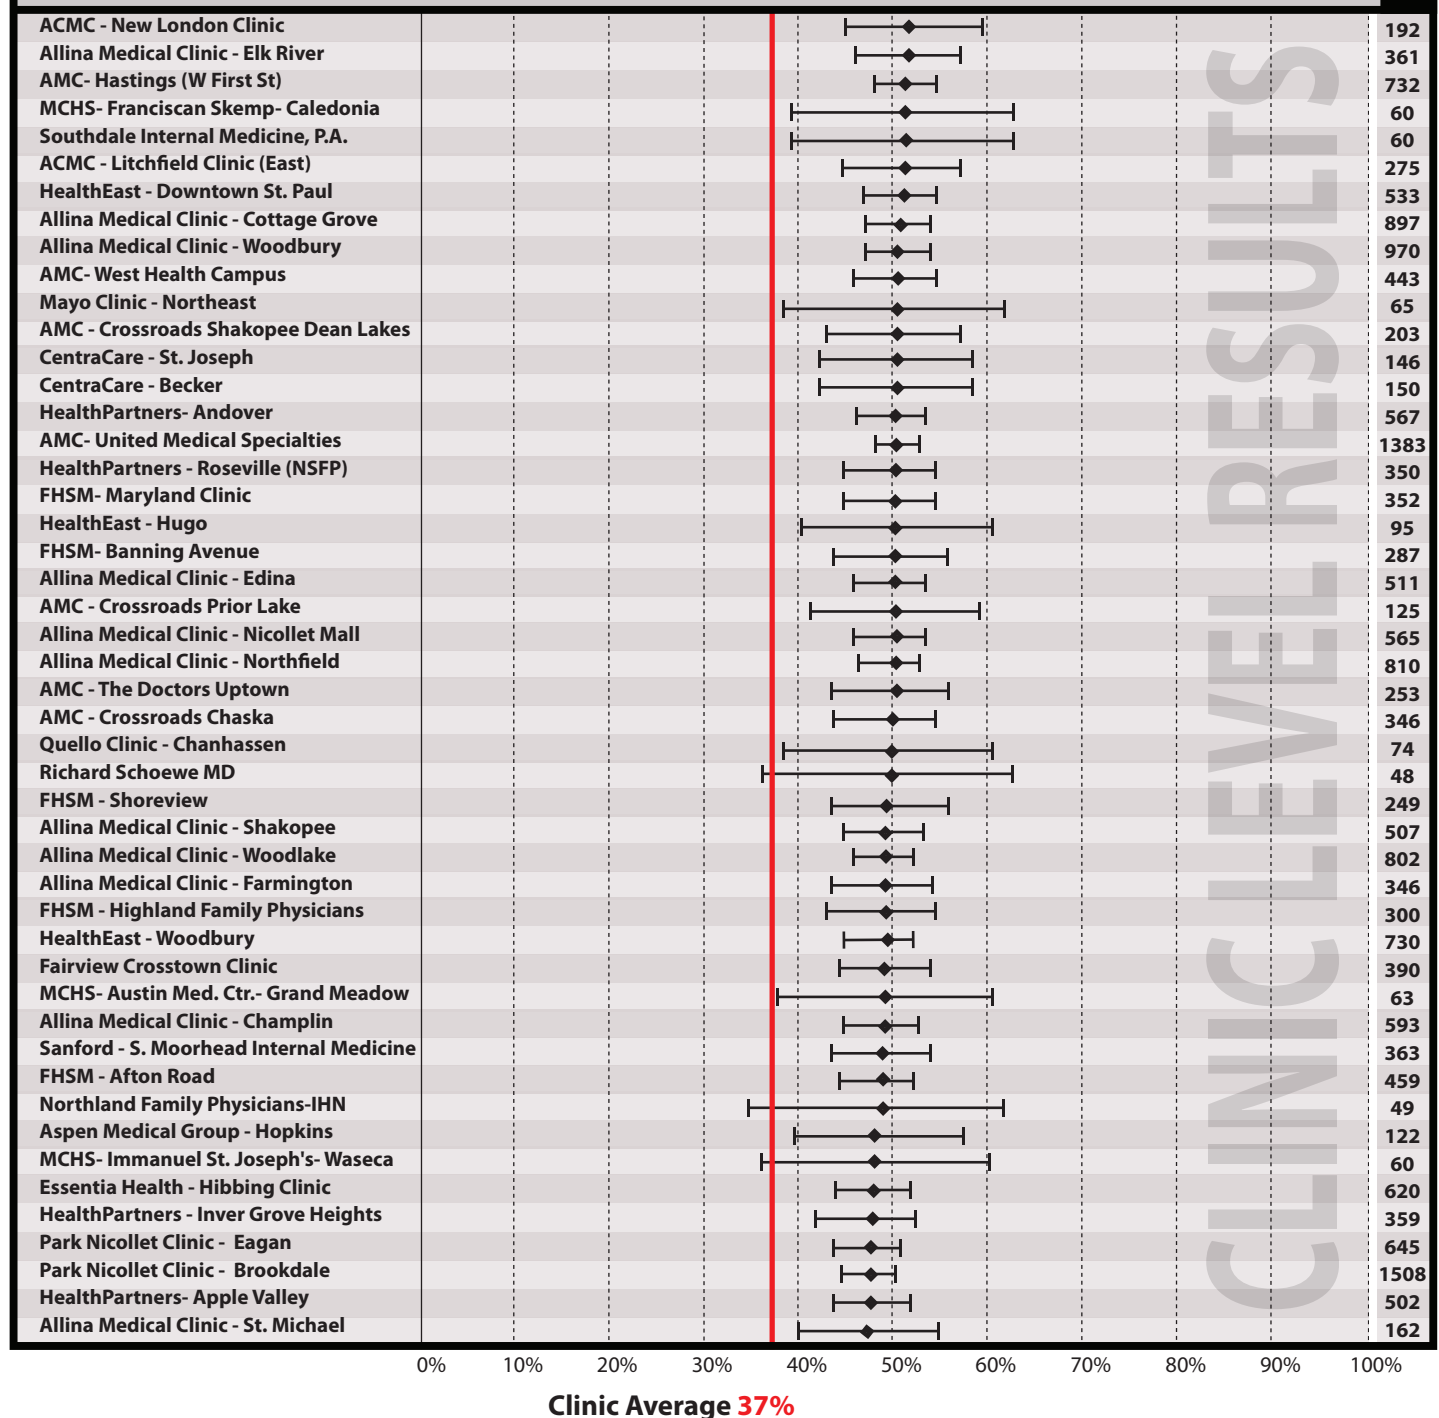 ACMC - New London Clinic 192
Allina Medical Clinic - Elk River 361
AMC- Hastings (W First St) 732
MCHS- Franciscan Skemp- Caledonia 60
Southdale Internal Medicine, P.A. 60
ACMC - Litchfield Clinic (East) 275
HealthEast - Downtown St. Paul 533
Allina Medical Clinic - Cottage Grove 897
Allina Medical Clinic - Woodbury 970
AMC- West Health Campus 443
Mayo Clinic - Northeast 65
AMC - Crossroads Shakopee Dean Lakes 203
CentraCare - St. Joseph 146
CentraCare - Becker 150
HealthPartners- Andover 567
AMC- United Medical Specialties 1383
HealthPartners - Roseville (NSFP) 350
FHSM- Maryland Clinic 352
HealthEast - Hugo 95
FHSM- Banning Avenue 287
Allina Medical Clinic - Edina 511
AMC - Crossroads Prior Lake 125
Allina Medical Clinic - Nicollet Mall 565
Allina Medical Clinic - Northfield 810
AMC - The Doctors Uptown 253
AMC - Crossroads Chaska 346
Quello Clinic - Chanhassen 74
Richard Schoewe MD 48
FHSM - Shoreview 249
Allina Medical Clinic - Shakopee 507
Allina Medical Clinic - Woodlake 802
Allina Medical Clinic - Farmington 346
FHSM - Highland Family Physicians 300
HealthEast - Woodbury 730
Fairview Crosstown Clinic 390
MCHS- Austin Med. Ctr.- Grand Meadow 63
Allina Medical Clinic - Champlin 593
Sanford - S. Moorhead Internal Medicine 363
FHSM - Afton Road 459
Northland Family Physicians-IHN 49
Aspen Medical Group - Hopkins 122
MCHS- Immanuel St. Joseph's- Waseca 60
Essentia Health - Hibbing Clinic 620
HealthPartners - Inver Grove Heights 359
Park Nicollet Clinic - Eagan 645
Park Nicollet Clinic - Brookdale 1508
HealthPartners- Apple Valley 502
Allina Medical Clinic - St. Michael 162
CLINIC LEVEL RESULTS
0% 10% 20% 30% 40% 50% 60% 70% 80% 90% 100%
Clinic Average 37%